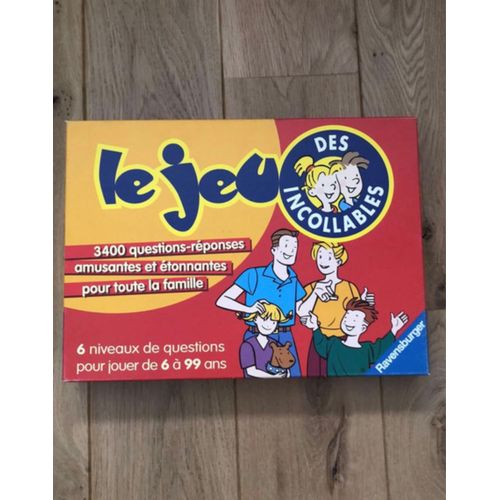 le jeu
DES
INCOLLABLES
3400 questions-réponses
amusantes et étonnantes
pour toute la famille
6 niveaux de questions
pour jouer de 6 à 99 ans
Ravensburger